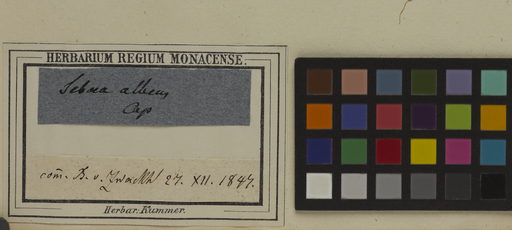 HERBARIUM REGIUM MONACENSE.
Sebaea albens
Cap
com̃. D. v. Zwackh 27. XII. 1847.
Herbar. Kummer.